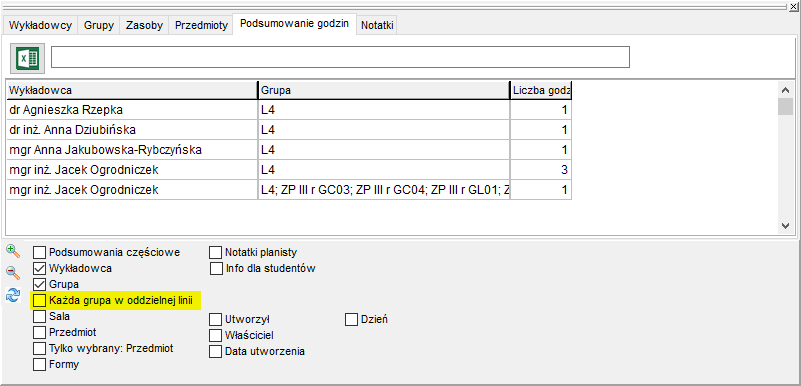 Wykładowcy Grupy Zasoby Przedmioty Podsumowanie godzin Notatki
Wykładowca Grupa Liczba godz
dr Agnieszka Rzepka L4 1
dr inż. Anna Dziubińska L4 1
mgr Anna Jakubowska-Rybczyńska L4 1
mgr inż. Jacek Ogrodniczek L4 3
mgr inż. Jacek Ogrodniczek L4; ZP III r GC03; ZP III r GC04; ZP III r GL01; Z 1
Podsumowania częściowe Notatki planisty
Wykładowca Info dla studentów
Grupa
Każda grupa w oddzielnej linii
Sala Utworzył Dzień
Przedmiot Właściciel
Tylko wybrany: Przedmiot Data utworzenia
Formy